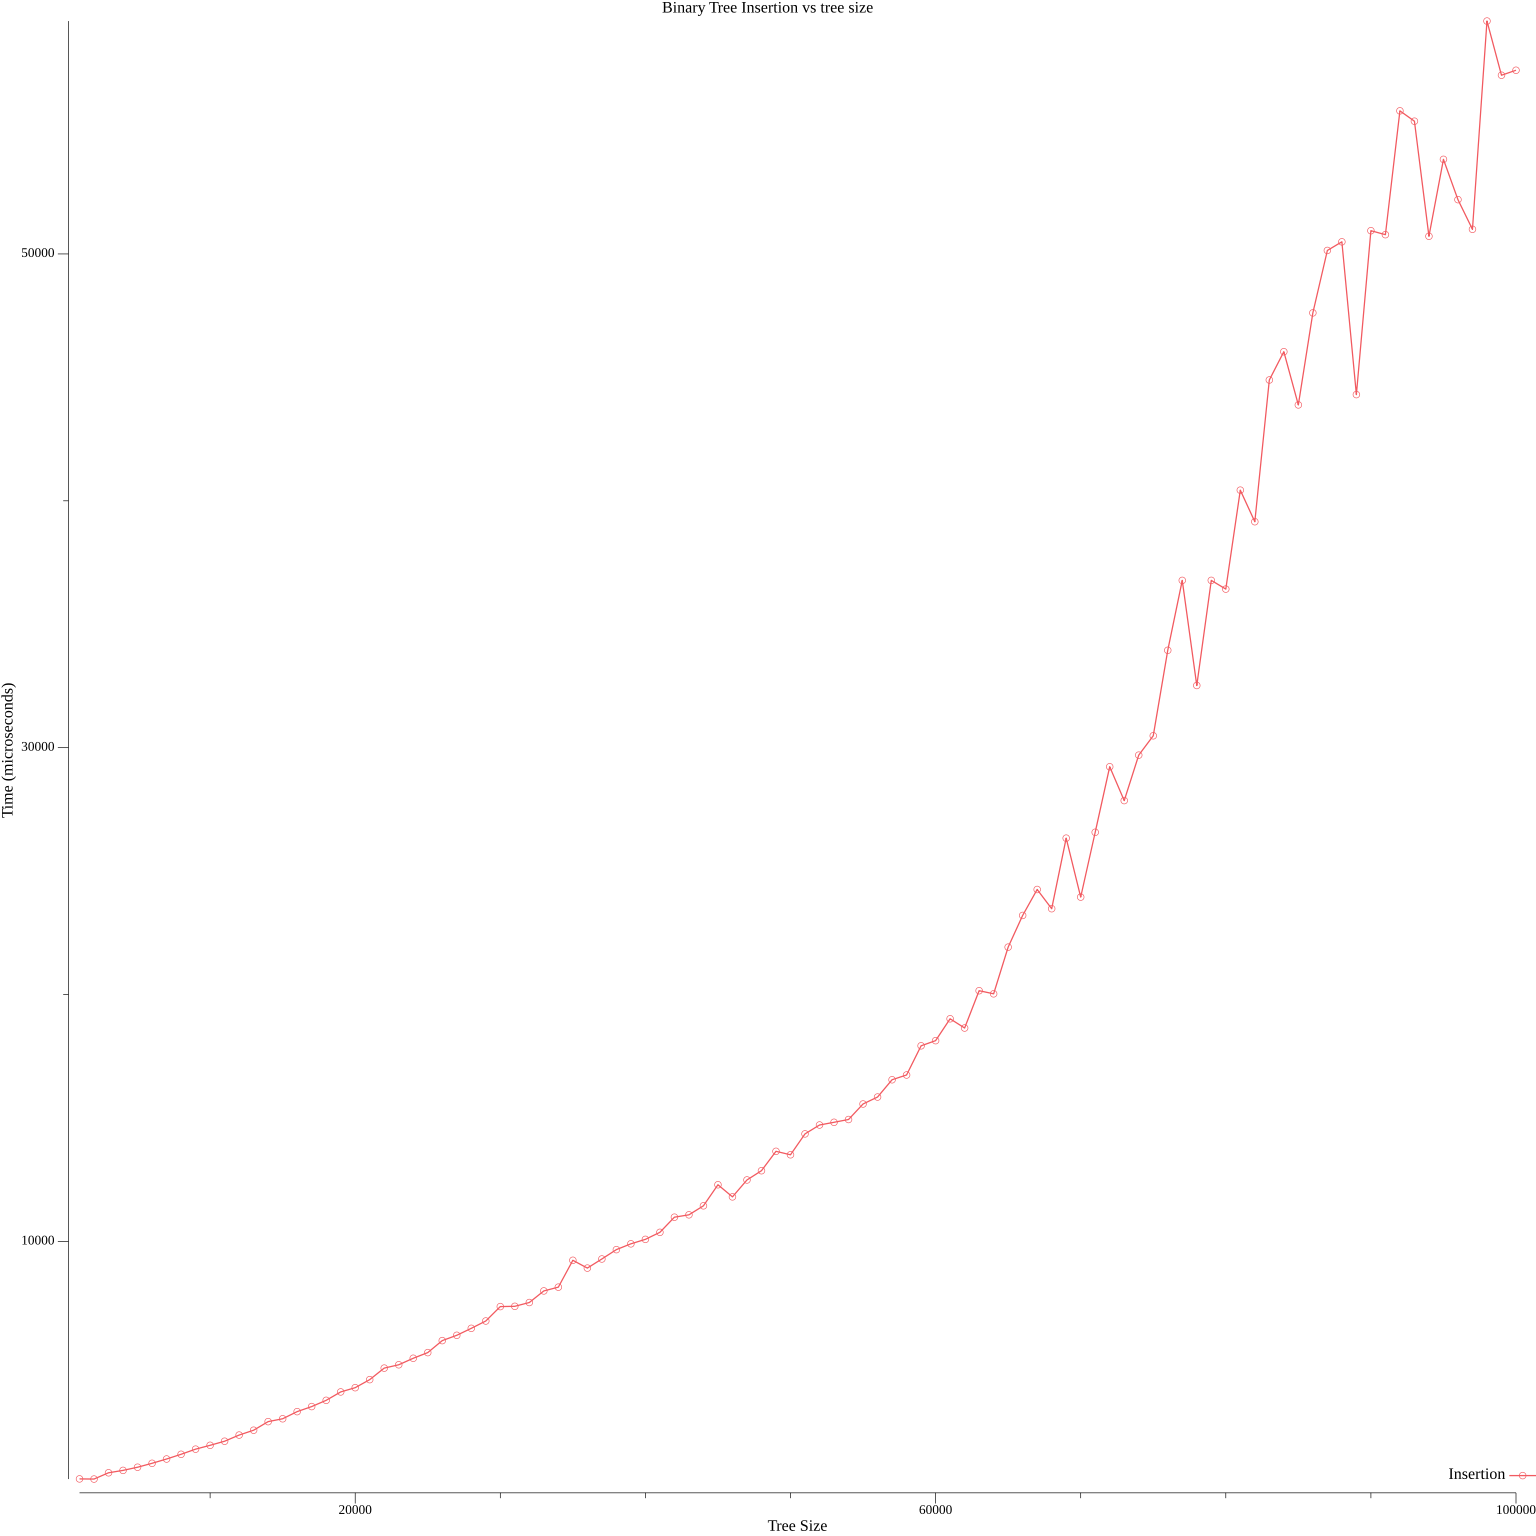 Binary Tree Insertion vs tree size
50000
30000
10000
Time (microseconds)
Insertion
20000
60000
100000
Tree Size